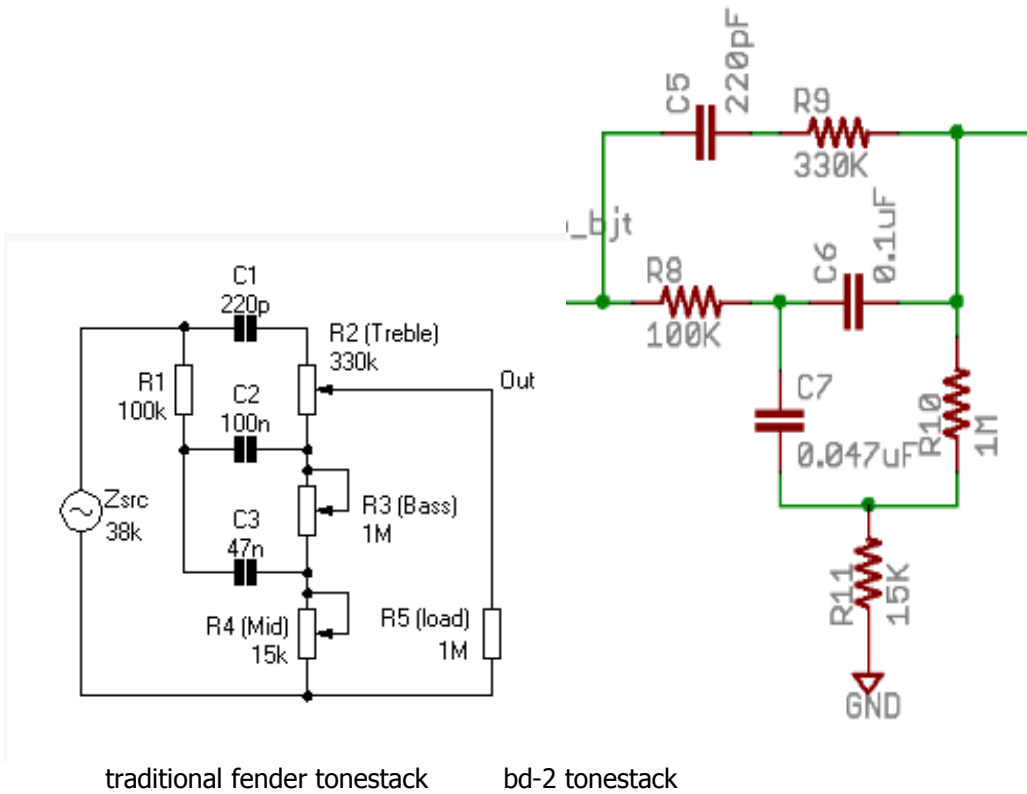 C1
220p
R2 (Treble)
330k
Out
R1
100k
C2
100n
R3 (Bass)
1M
Zsrc
38k
C3
47n
R4 (Mid)
15k
R5 (load)
1M
C5
220pF
R9
330K
_bjt
R8
100K
C6
0.1uF
C7
0.047uF
R10
1M
R11
15K
GND
traditional fender tonestack
bd-2 tonestack